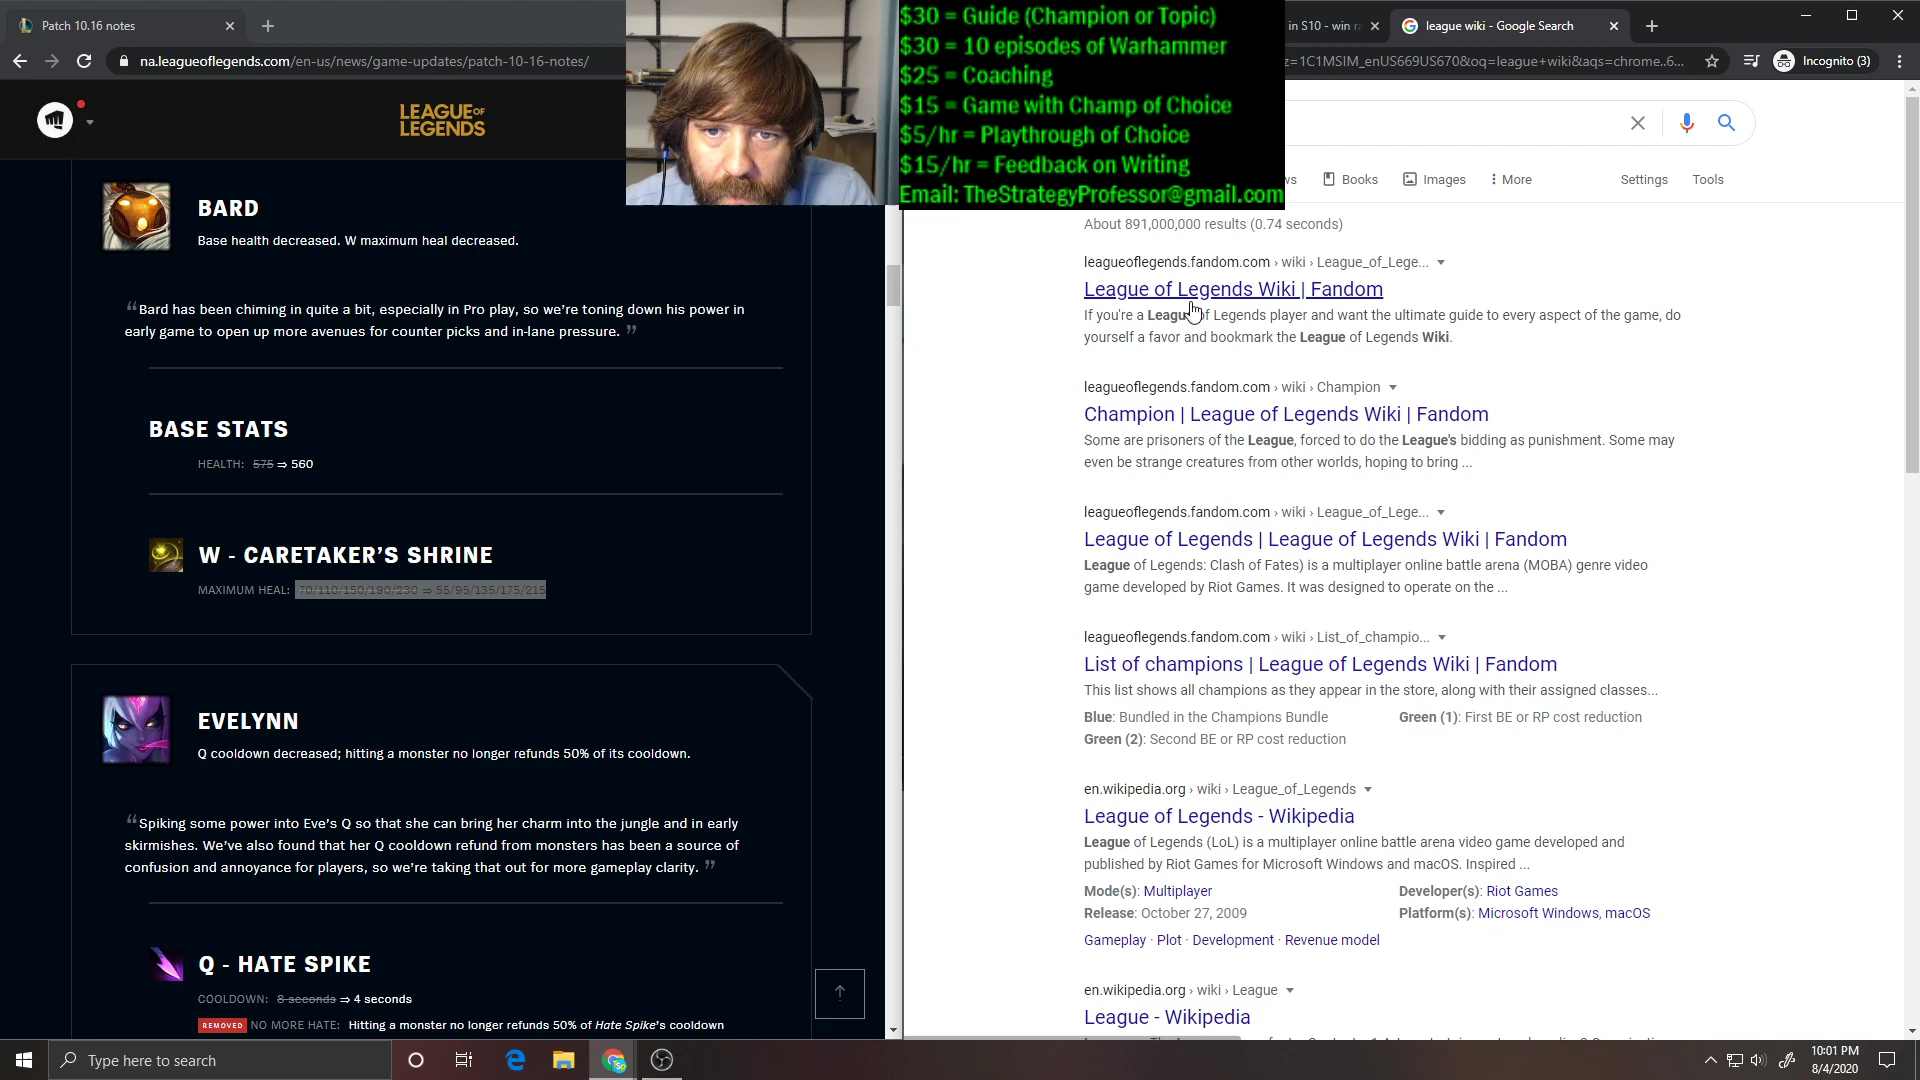 Patch 10.16 notes
na.leagueoflegends.com/en-us/news/game-updates/patch-10-16-notes/
LEAGUE OF
LEGENDS
BARD
Base health decreased. W maximum heal decreased.
“Bard has been chiming in quite a bit, especially in Pro play, so we’re toning down his power in
early game to open up more avenues for counter picks and in-lane pressure. ”
BASE STATS
HEALTH: 575 ⇒ 560
W - CARETAKER’S SHRINE
MAXIMUM HEAL: 70/110/150/190/230 ⇒ 55/95/135/175/215
EVELYNN
Q cooldown decreased; hitting a monster no longer refunds 50% of its cooldown.
“Spiking some power into Eve’s Q so that she can bring her charm into the jungle and in early
skirmishes. We’ve also found that her Q cooldown refund from monsters has been a source of
confusion and annoyance for players, so we’re taking that out for more gameplay clarity. ”
Q - HATE SPIKE
COOLDOWN: 8 seconds ⇒ 4 seconds
REMOVED NO MORE HATE: Hitting a monster no longer refunds 50% of Hate Spike's cooldown
$30 = Guide (Champion or Topic)
$30 = 10 episodes of Warhammer
$25 = Coaching
$15 = Game with Champ of Choice
$5/hr = Playthrough of Choice
$15/hr = Feedback on Writing
Email: TheStrategyProfessor@gmail.com
in S10 - win ra
league wiki - Google Search
z=1C1MSIM_enUS669US670&oq=league+wiki&aqs=chrome..6...
Incognito (3)
ws
Books
Images
More
Settings
Tools
About 891,000,000 results (0.74 seconds)
leagueoflegends.fandom.com › wiki › League_of_Lege...
League of Legends Wiki | Fandom
If you're a League of Legends player and want the ultimate guide to every aspect of the game, do
yourself a favor and bookmark the League of Legends Wiki.
leagueoflegends.fandom.com › wiki › Champion
Champion | League of Legends Wiki | Fandom
Some are prisoners of the League, forced to do the League's bidding as punishment. Some may
even be strange creatures from other worlds, hoping to bring ...
leagueoflegends.fandom.com › wiki › League_of_Lege...
League of Legends | League of Legends Wiki | Fandom
League of Legends: Clash of Fates) is a multiplayer online battle arena (MOBA) genre video
game developed by Riot Games. It was designed to operate on the ...
leagueoflegends.fandom.com › wiki › List_of_champio...
List of champions | League of Legends Wiki | Fandom
This list shows all champions as they appear in the store, along with their assigned classes...
Blue: Bundled in the Champions Bundle
Green (1): First BE or RP cost reduction
Green (2): Second BE or RP cost reduction
en.wikipedia.org › wiki › League_of_Legends
League of Legends - Wikipedia
League of Legends (LoL) is a multiplayer online battle arena video game developed and
published by Riot Games for Microsoft Windows and macOS. Inspired ...
Mode(s): Multiplayer
Developer(s): Riot Games
Release: October 27, 2009
Platform(s): Microsoft Windows, macOS
Gameplay · Plot · Development · Revenue model
en.wikipedia.org › wiki › League
League - Wikipedia
Type here to search
10:01 PM
8/4/2020